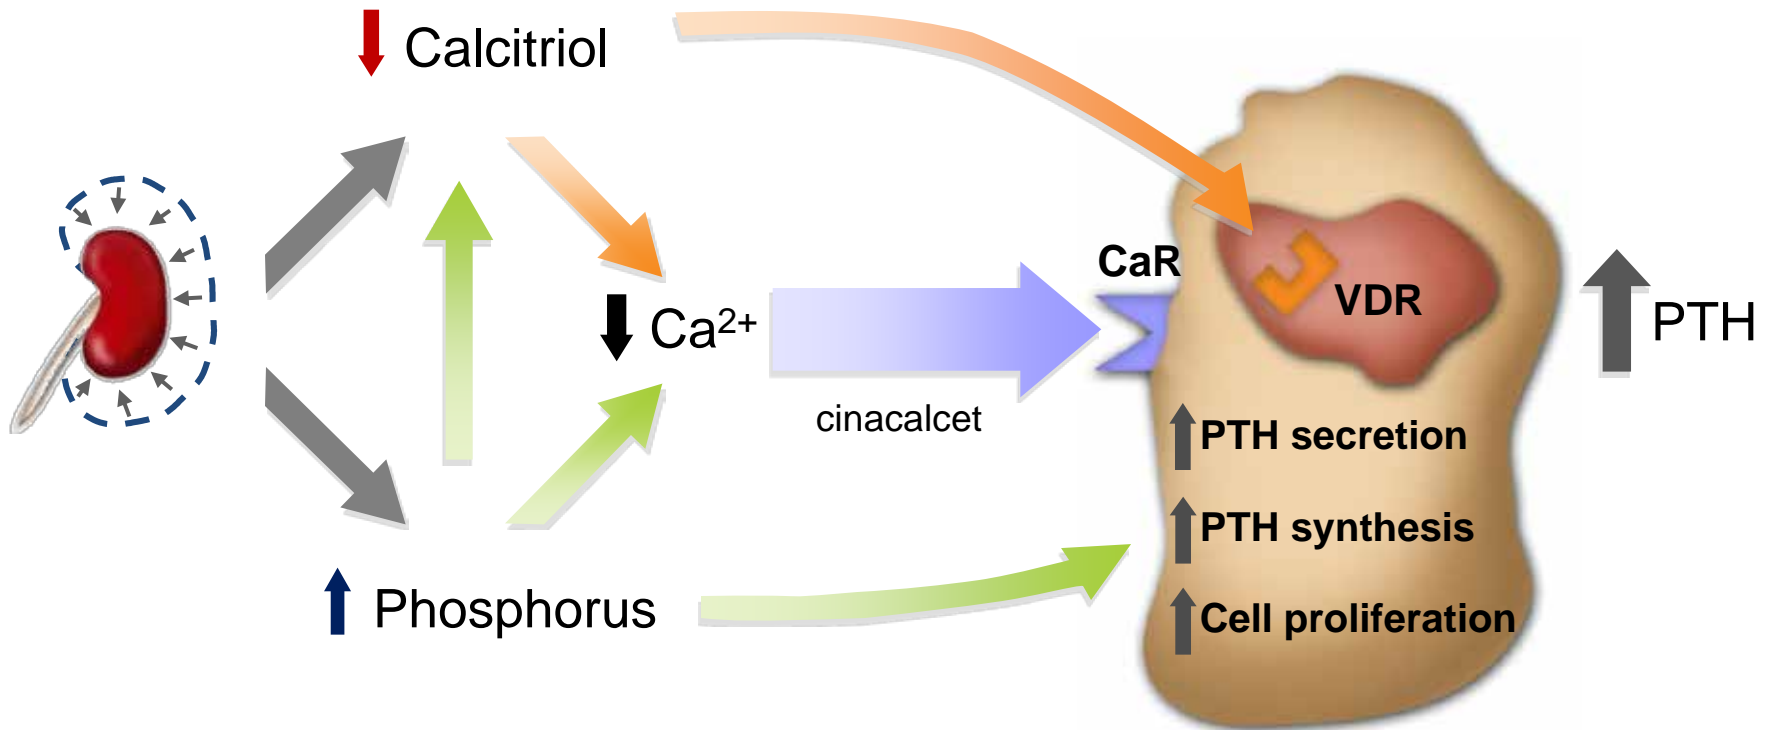 Calcitriol
CaR
VDR
Ca²⁺
PTH
cinacalcet
PTH secretion
PTH synthesis
Phosphorus
Cell proliferation